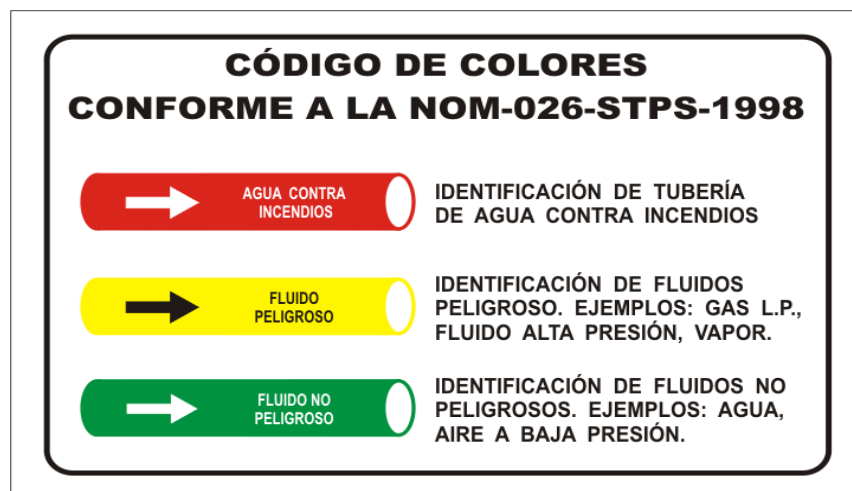 CÓDIGO DE COLORES
CONFORME A LA NOM-026-STPS-1998
AGUA CONTRA
INCENDIOS
IDENTIFICACIÓN DE TUBERÍA
DE AGUA CONTRA INCENDIOS
FLUIDO
PELIGROSO
IDENTIFICACIÓN DE FLUIDOS
PELIGROSO. EJEMPLOS: GAS L.P.,
FLUIDO ALTA PRESIÓN, VAPOR.
FLUIDO NO
PELIGROSO
IDENTIFICACIÓN DE FLUIDOS NO
PELIGROSOS. EJEMPLOS: AGUA,
AIRE A BAJA PRESIÓN.